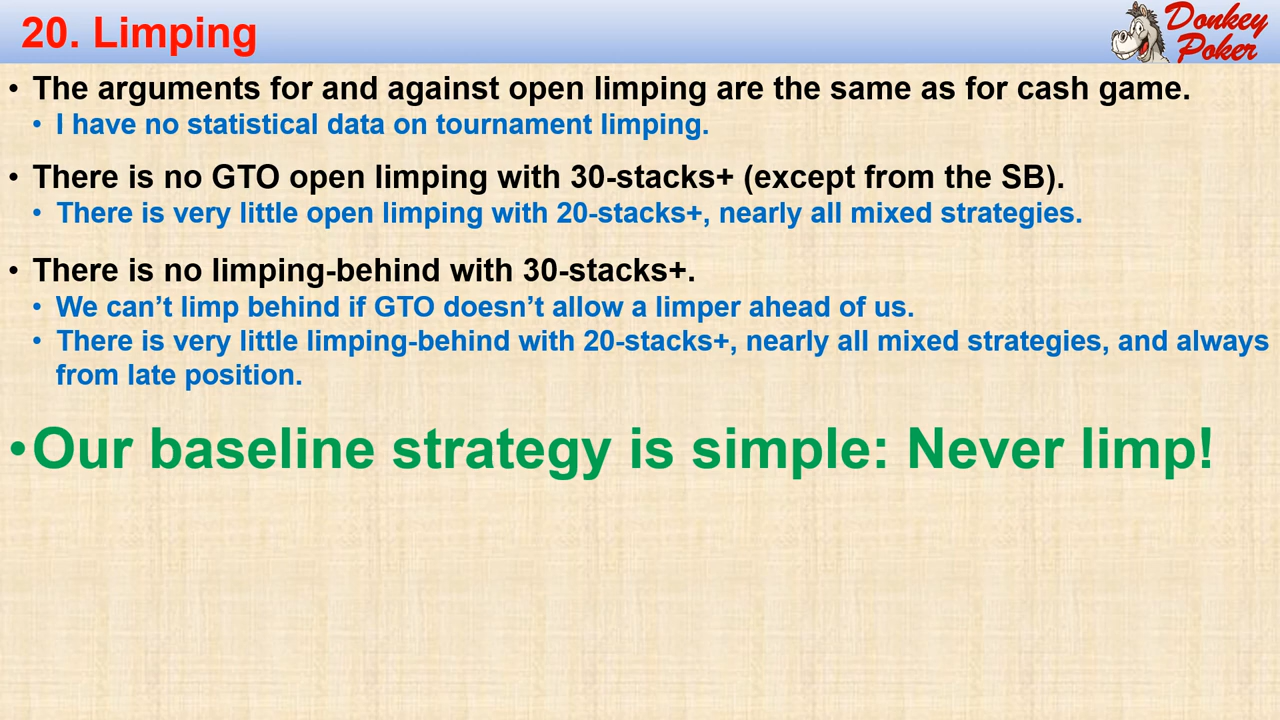 20. Limping
Donkey
Poker
• The arguments for and against open limping are the same as for cash game.
• I have no statistical data on tournament limping.
• There is no GTO open limping with 30-stacks+ (except from the SB).
• There is very little open limping with 20-stacks+, nearly all mixed strategies.
• There is no limping-behind with 30-stacks+.
• We can’t limp behind if GTO doesn’t allow a limper ahead of us.
• There is very little limping-behind with 20-stacks+, nearly all mixed strategies, and always
from late position.
•Our baseline strategy is simple: Never limp!